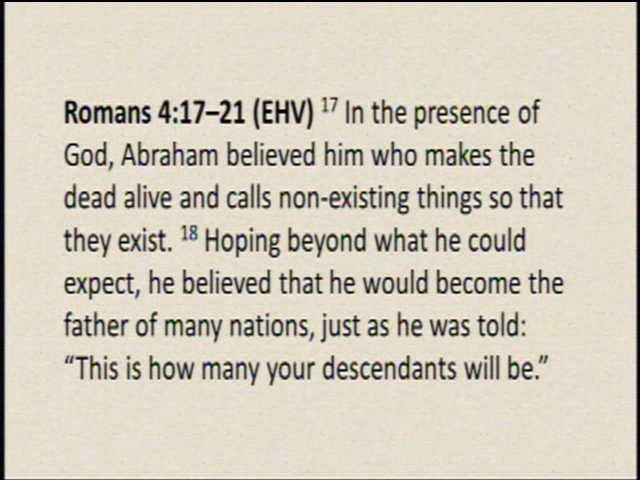 Romans 4:17–21 (EHV) 17 In the presence of
God, Abraham believed him who makes the
dead alive and calls non-existing things so that
they exist. 18 Hoping beyond what he could
expect, he believed that he would become the
father of many nations, just as he was told:
“This is how many your descendants will be.”